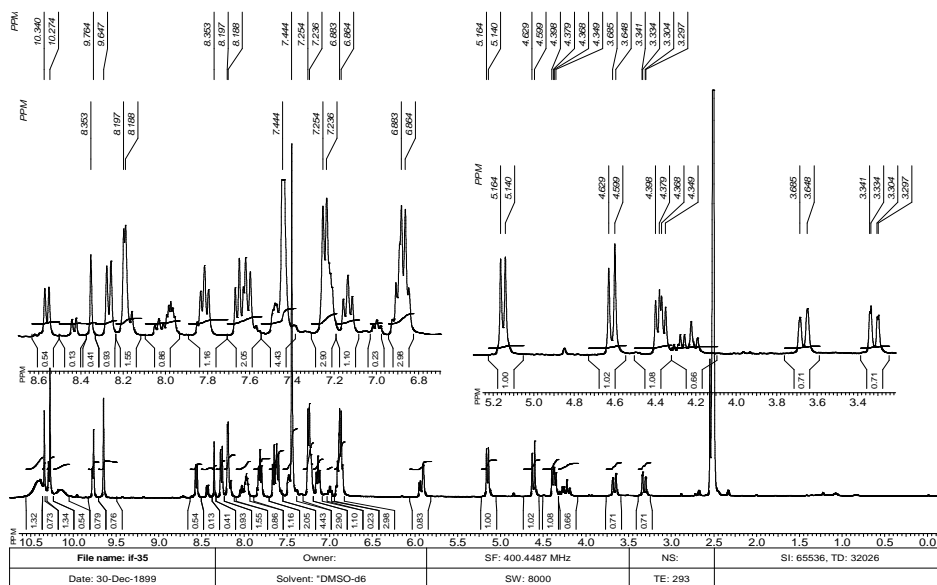 PPM 10.340 10.274 9.764 9.647 8.353 8.197 8.188 7.444 7.254 7.236 6.883 6.864 5.164 5.140 4.629 4.599 4.398 4.379 4.368 4.349 3.685 3.648 3.341 3.334 3.304 3.297
PPM 8.353 8.197 8.188 7.444 7.254 7.236 6.883 6.864
PPM 5.164 5.140 4.629 4.599 4.398 4.379 4.368 4.349 3.685 3.648 3.341 3.334 3.304 3.297
0.54 0.13 0.41 0.93 1.55 0.86 1.16 2.05 4.43 2.90 1.10 0.23 2.98
PPM 8.6 8.4 8.2 8.0 7.8 7.6 7.4 7.2 7.0 6.8
1.00 1.02 1.08 0.66 0.71 0.71
PPM 5.2 5.0 4.8 4.6 4.4 4.2 4.0 3.8 3.6 3.4
1.32 0.73 1.34 0.54 0.79 0.76 0.54 0.13 0.41 0.93 1.55 0.86 1.16 2.05 4.43 2.90 1.10 0.23 2.98 0.83 1.00 1.02 1.08 0.66 0.71 0.71
PPM 10.5 10.0 9.5 9.0 8.5 8.0 7.5 7.0 6.5 6.0 5.5 5.0 4.5 4.0 3.5 3.0 2.5 2.0 1.5 1.0 0.5 0.0
File name: if-35 Owner: SF: 400.4487 MHz NS: SI: 65536, TD: 32026
Date: 30-Dec-1899 Solvent: "DMSO-d6 SW: 8000 TE: 293